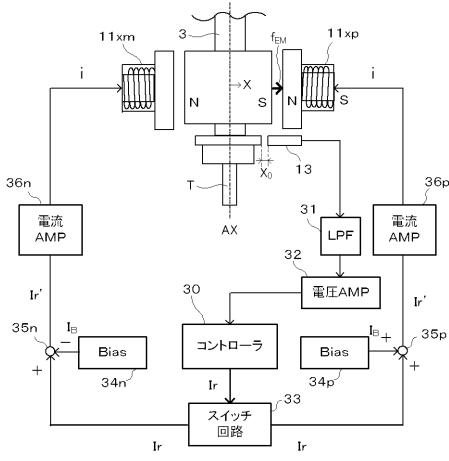 3
11xm
f_EM
11xp
i
i
X
N
S
N
S
X₀
13
T
AX
36n
電流
AMP
31
LPF
36p
電流
AMP
32
電圧AMP
Ir'
Ir'
30
コントローラ
35n
I_B
−
+
Bias
34n
Bias
34p
I_B
+
+
35p
Ir
33
スイッチ
回路
Ir
Ir